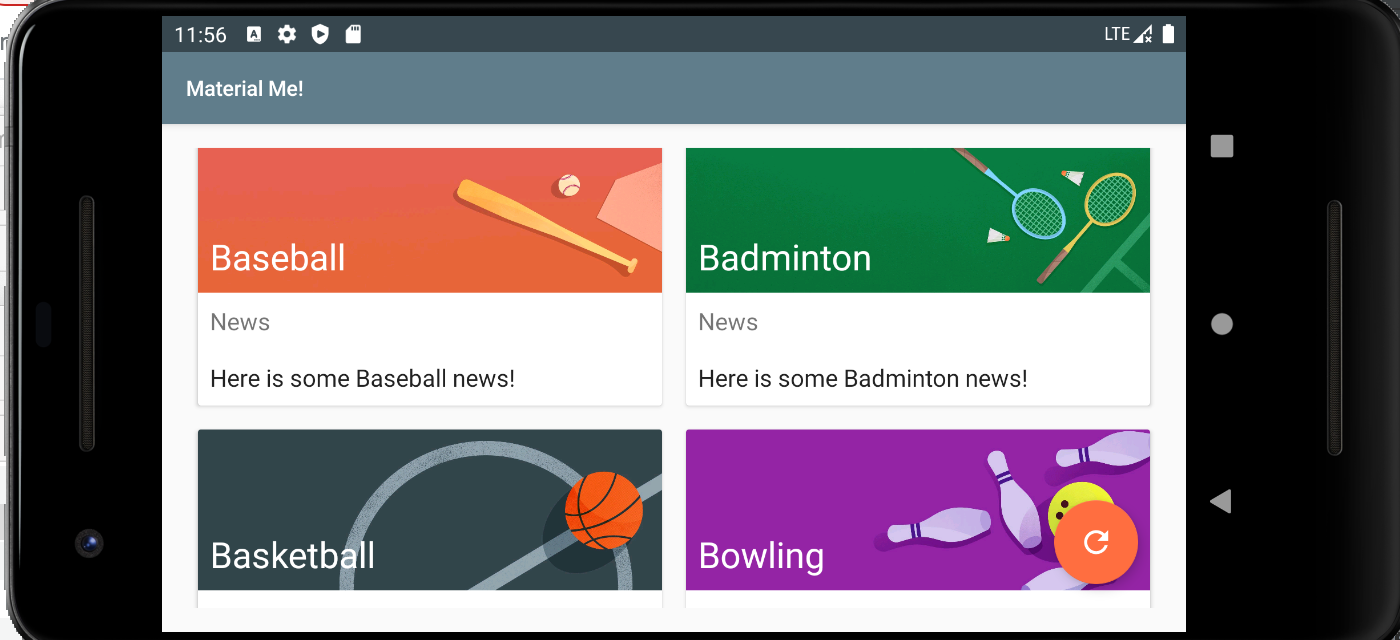 11:56
LTE
Material Me!
Baseball
News
Here is some Baseball news!
Badminton
News
Here is some Badminton news!
Basketball
Bowling